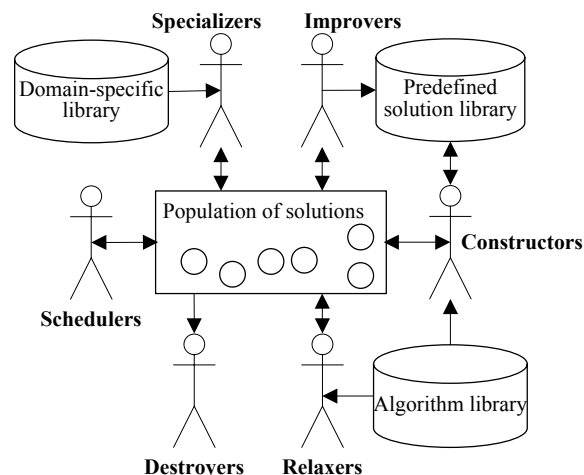 Specializers Improvers
Domain-specific
library
Predefined
solution library
Population of solutions
Constructors
Schedulers
Algorithm library
Destroyers Relaxers